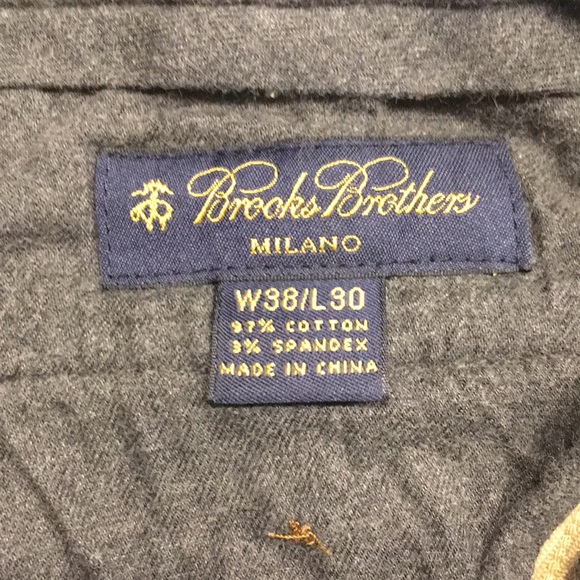 Brooks Brothers
MILANO
W38/L30
97% COTTON
3% SPANDEX
MADE IN CHINA